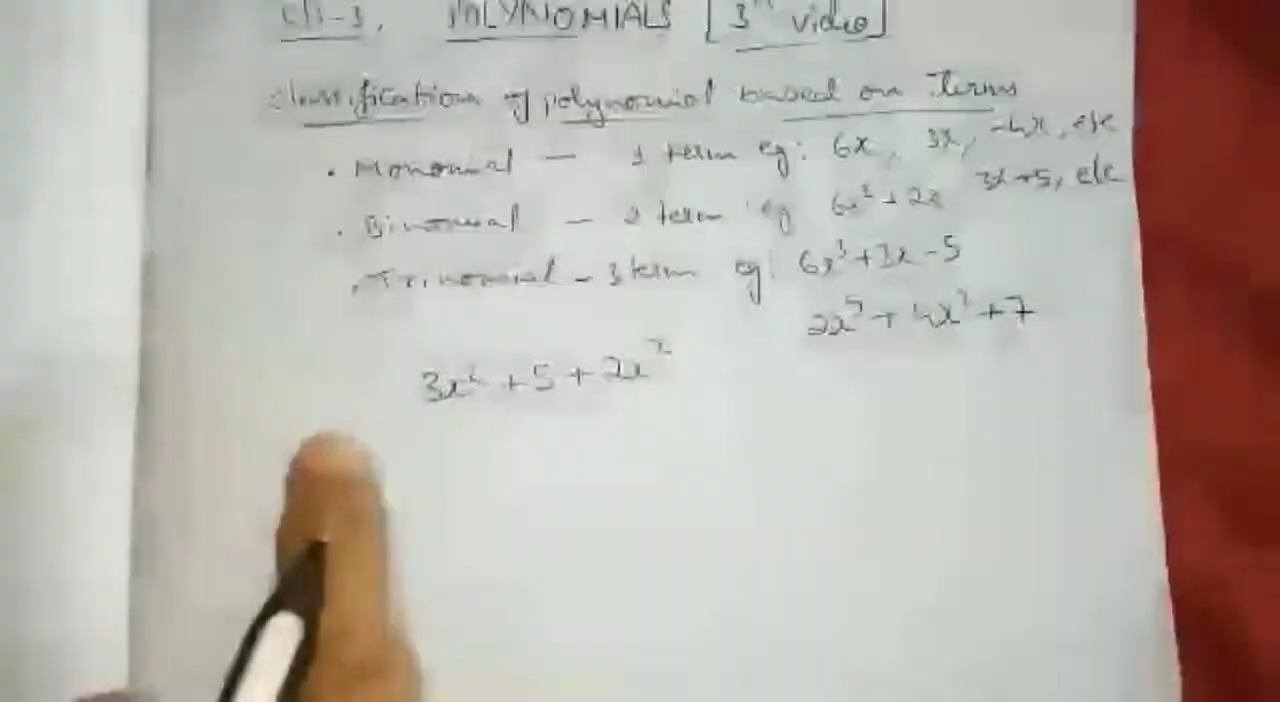 Ch-3. POLYNOMIALS [3rd video]
Classification of polynomial based on Terms
. Monomial — 1 term eg: 6x, 3x, -4x, etc
. Binomial — 2 term eg 6x² + 2x 3x+5, etc
. Trinomial - 3 term eg: 6x³+3x-5
2x⁵ + 4x² + 7
3x² + 5 + 2x